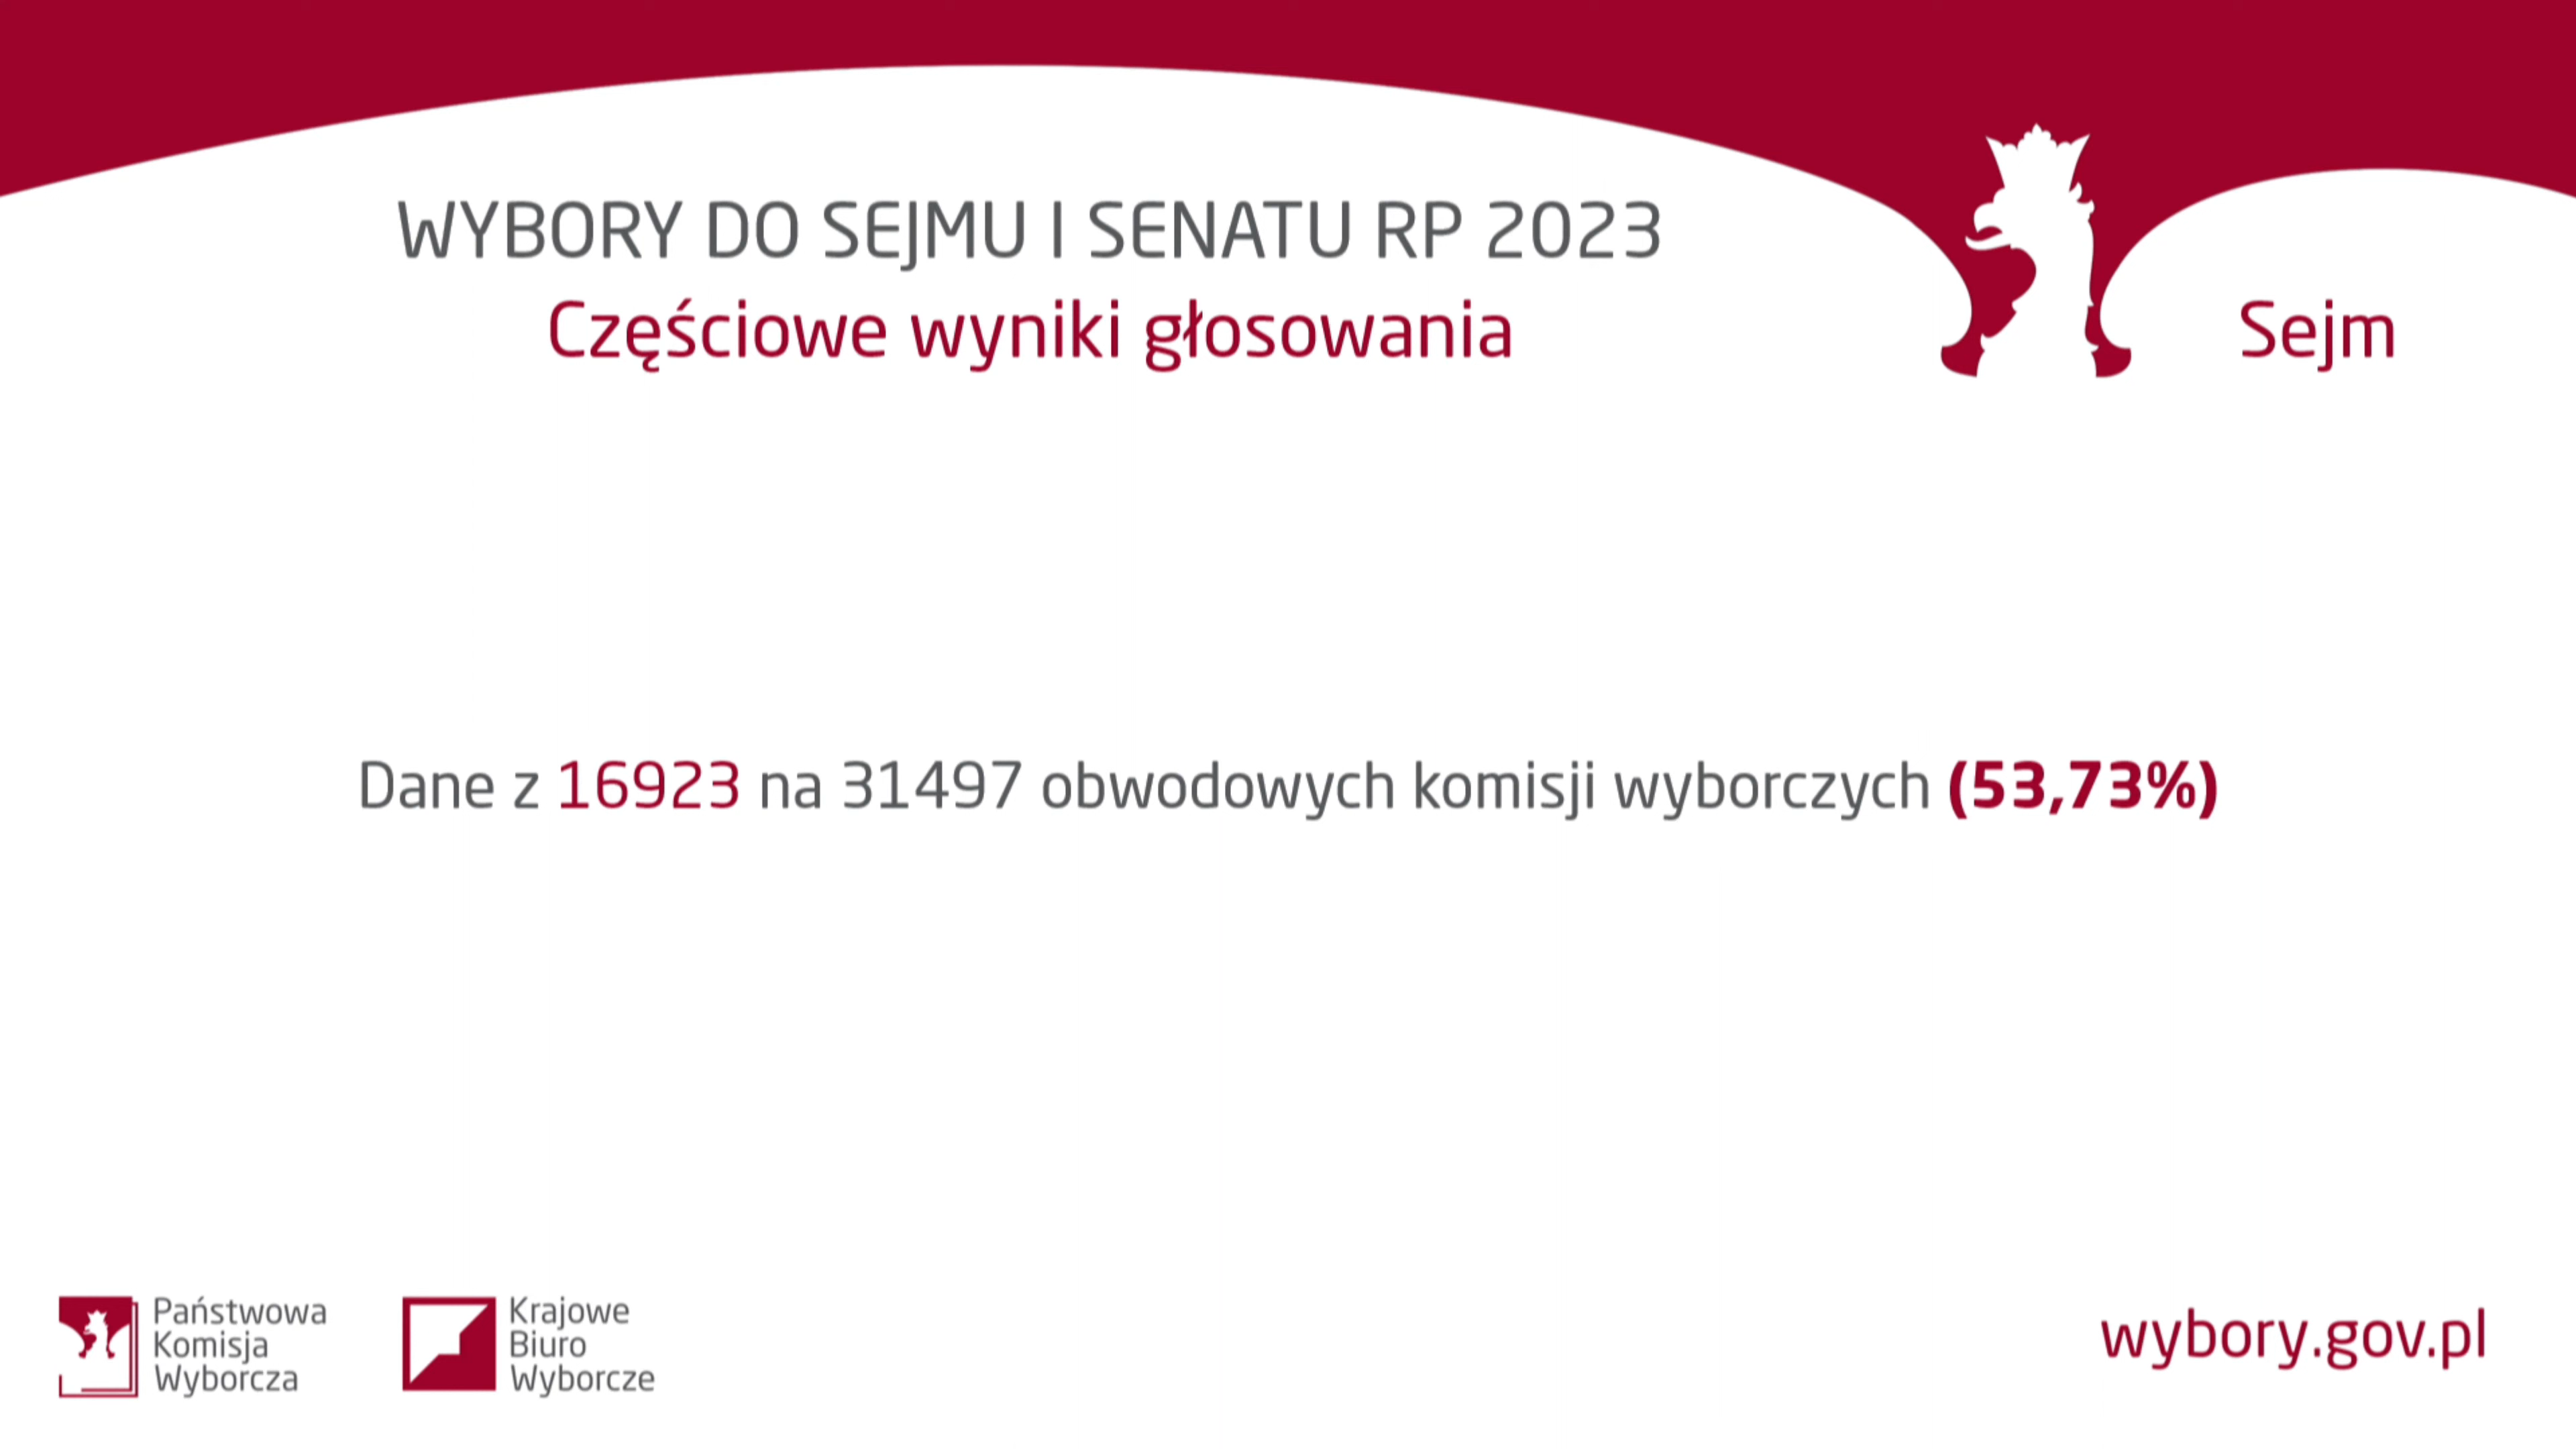 WYBORY DO SEJMU I SENATU RP 2023
Częściowe wyniki głosowania
Sejm
Dane z 16923 na 31497 obwodowych komisji wyborczych (53,73%)
Państwowa
Komisja
Wyborcza
Krajowe
Biuro
Wyborcze
wybory.gov.pl